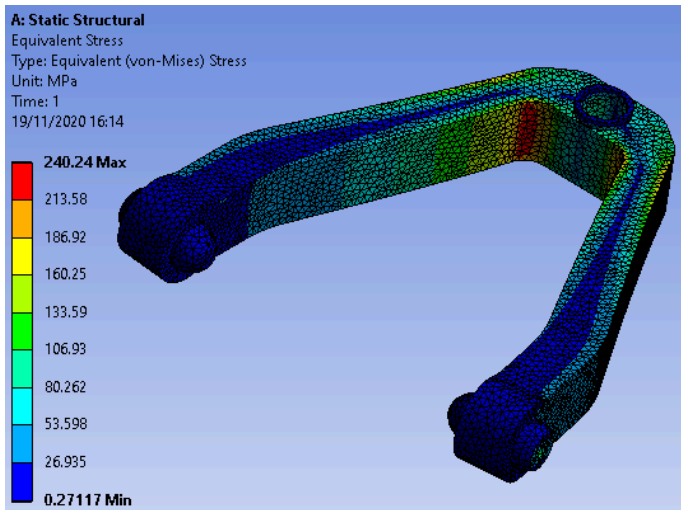 A: Static Structural
Equivalent Stress
Type: Equivalent (von-Mises) Stress
Unit: MPa
Time: 1
19/11/2020 16:14
240.24 Max
213.58
186.92
160.25
133.59
106.93
80.262
53.598
26.935
0.27117 Min